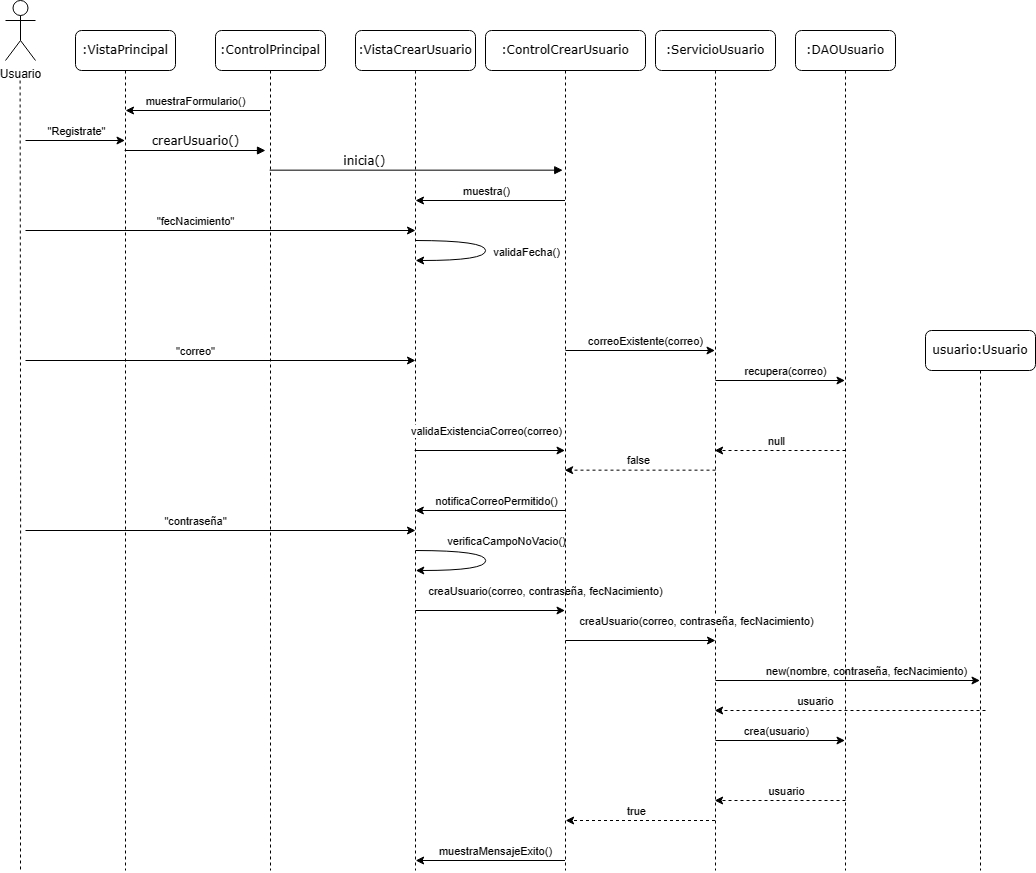 :VistaPrincipal
:ControlPrincipal
:VistaCrearUsuario
:ControlCrearUsuario
:ServicioUsuario
:DAOUsuario
Usuario
muestraFormulario()
"Registrate"
crearUsuario()
inicia()
muestra()
"fecNacimiento"
validaFecha()
correoExistente(correo)
"correo"
usuario:Usuario
recupera(correo)
validaExistenciaCorreo(correo)
null
false
notificaCorreoPermitido()
"contraseña"
verificaCampoNoVacio()
creaUsuario(correo, contraseña, fecNacimiento)
creaUsuario(correo, contraseña, fecNacimiento)
new(nombre, contraseña, fecNacimiento)
usuario
crea(usuario)
usuario
true
muestraMensajeExito()